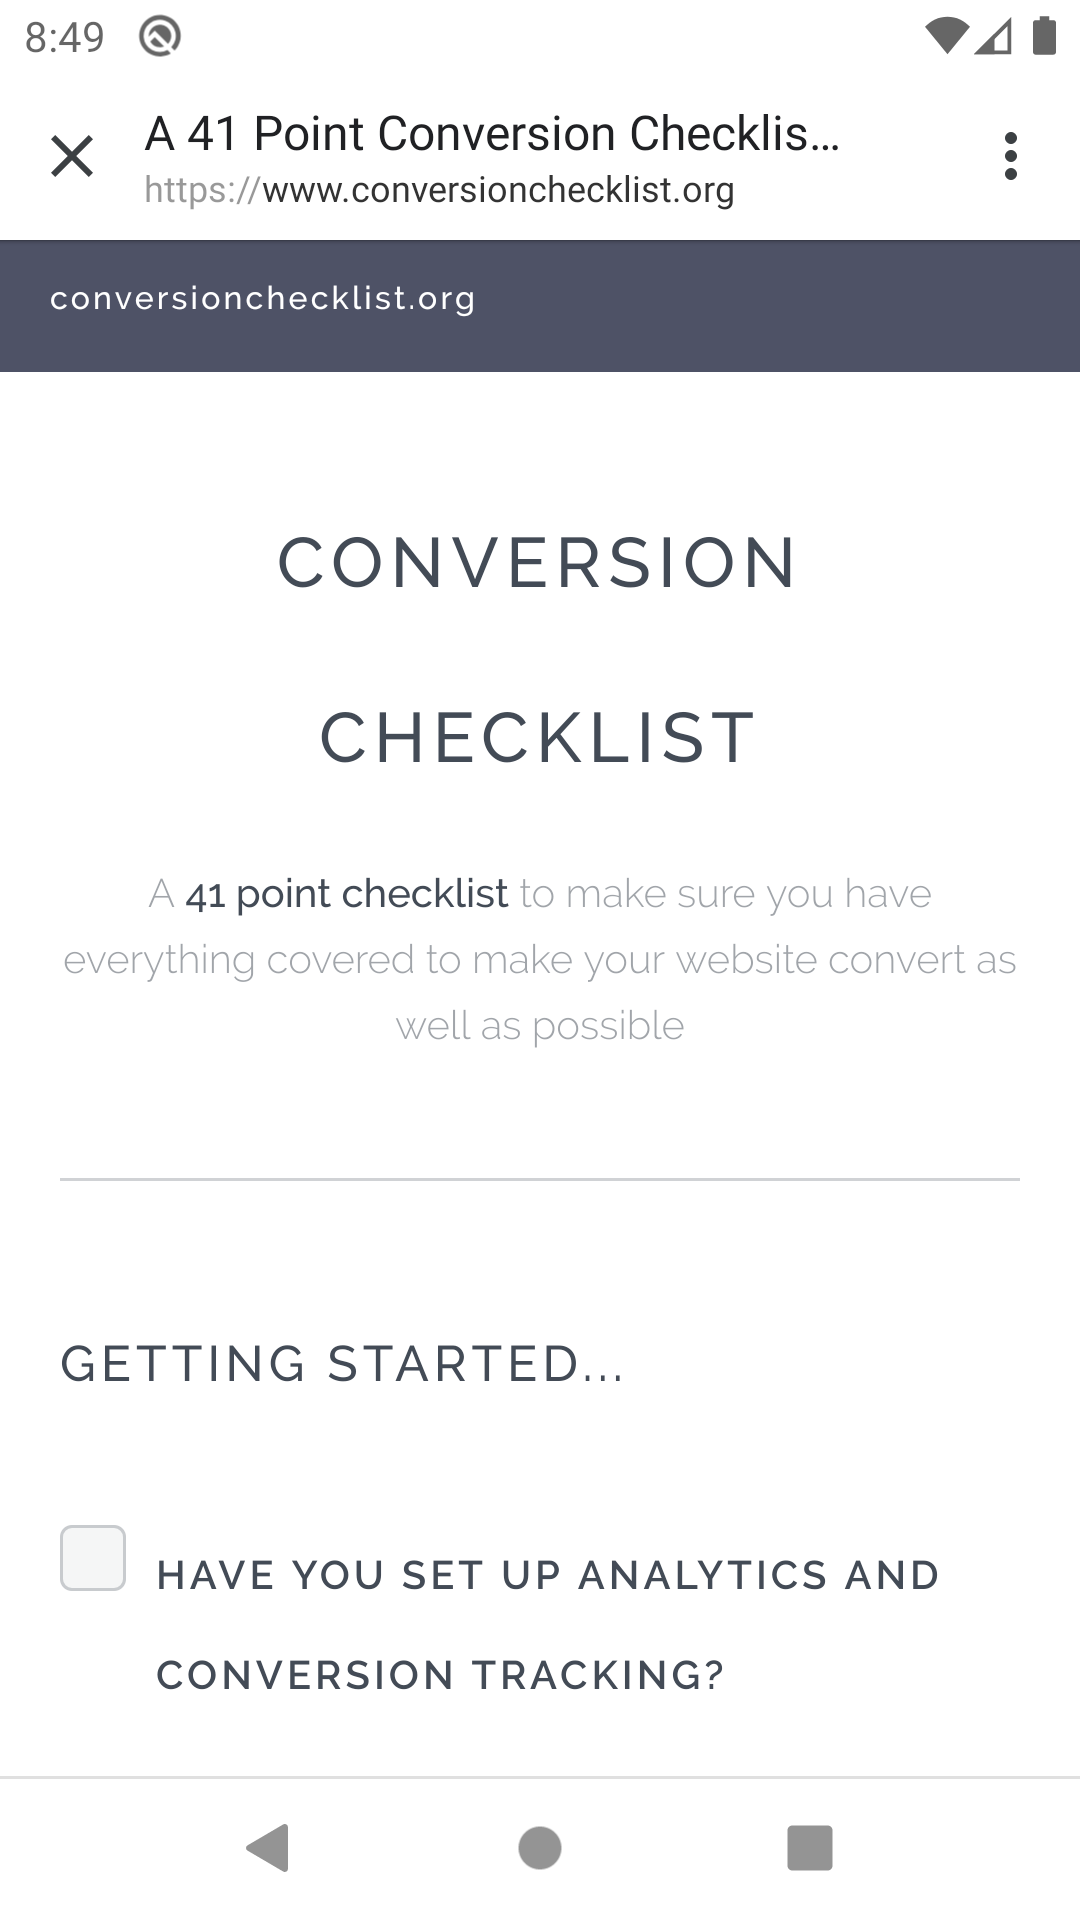 8:49
A 41 Point Conversion Checklis...
https://www.conversionchecklist.org
conversionchecklist.org
CONVERSION
CHECKLIST
A 41 point checklist to make sure you have
everything covered to make your website convert as
well as possible
GETTING STARTED...
HAVE YOU SET UP ANALYTICS AND
CONVERSION TRACKING?